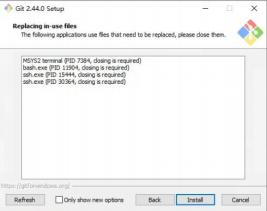 Git 2.44.0 Setup
Replacing in-use files
The following applications use files that need to be replaced, please close them.
MSYS2 terminal (PID 7384, closing is required)
bash.exe (PID 11904, closing is required)
ssh.exe (PID 15444, closing is required)
ssh.exe (PID 30364, closing is required)
https://gitforwindows.org/
Refresh
Only show new options
Back
Install
Cancel